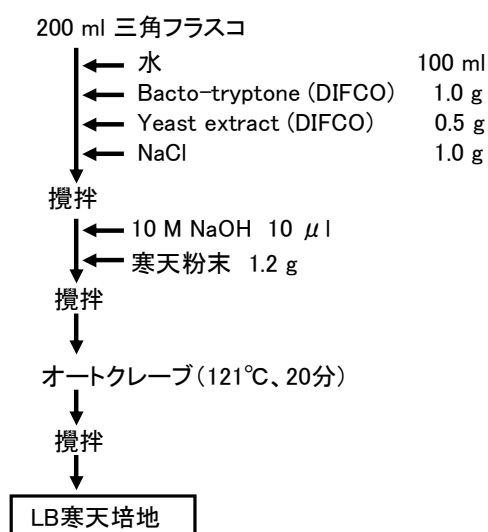 200 ml 三角フラスコ
水 100 ml
Bacto-tryptone (DIFCO) 1.0 g
Yeast extract (DIFCO) 0.5 g
NaCl 1.0 g
攪拌
10 M NaOH 10 μl
寒天粉末 1.2 g
攪拌
オートクレーブ(121℃、20分)
攪拌
LB寒天培地